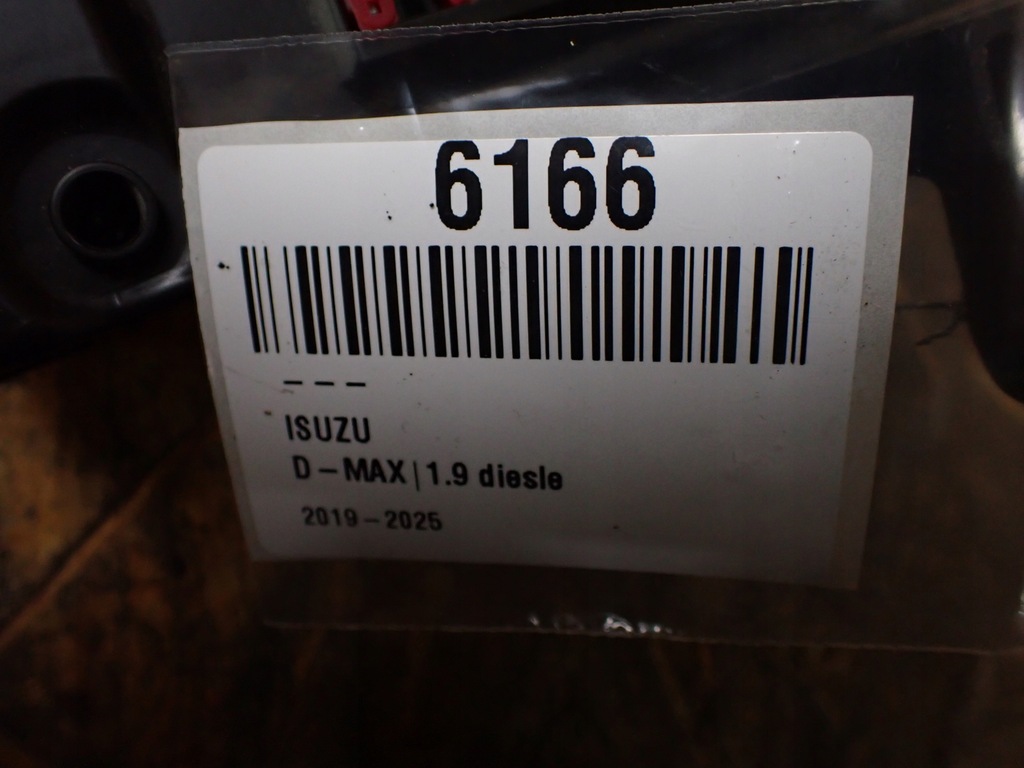 6166
---
ISUZU
D-MAX|1.9 diesle
2019-2025